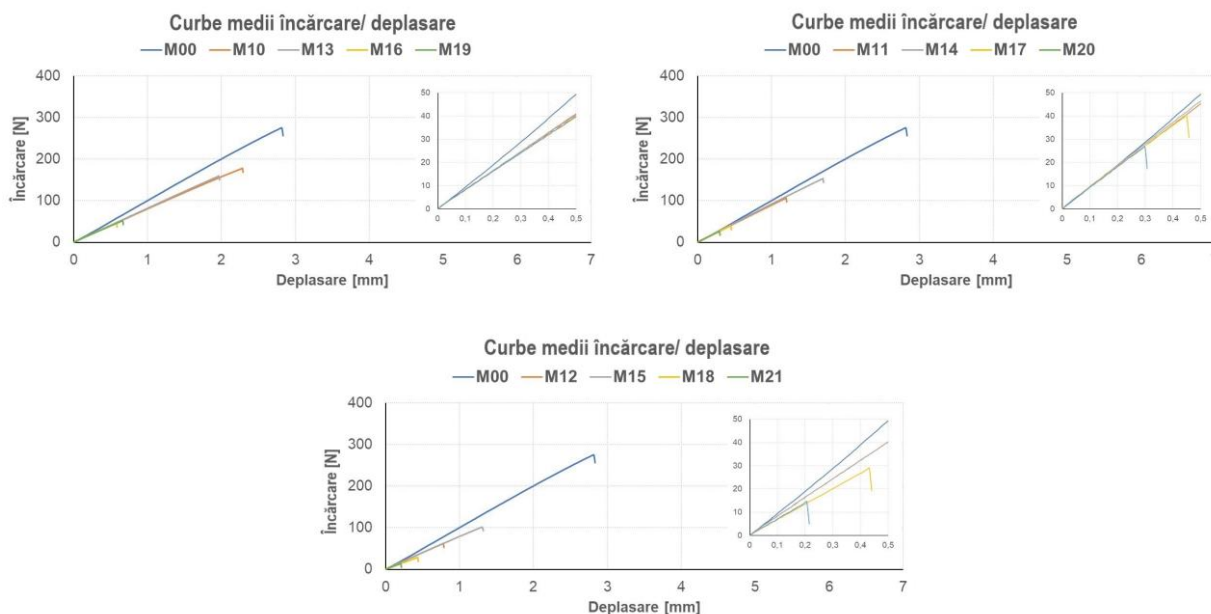 Curbe medii încărcare/ deplasare
M00 M10 M13 M16 M19
400
300
200
100
0
Încărcare [N]
0 1 2 3 4 5 6 7
Deplasare [mm]
50
40
30
20
10
0
0 0,1 0,2 0,3 0,4 0,5
Curbe medii încărcare/ deplasare
M00 M11 M14 M17 M20
400
300
200
100
0
Încărcare [N]
0 1 2 3 4 5 6 7
Deplasare [mm]
50
40
30
20
10
0
0 0,1 0,2 0,3 0,4 0,5
Curbe medii încărcare/ deplasare
M00 M12 M15 M18 M21
400
300
200
100
0
Încărcare [N]
0 1 2 3 4 5 6 7
Deplasare [mm]
50
40
30
20
10
0
0 0,1 0,2 0,3 0,4 0,5